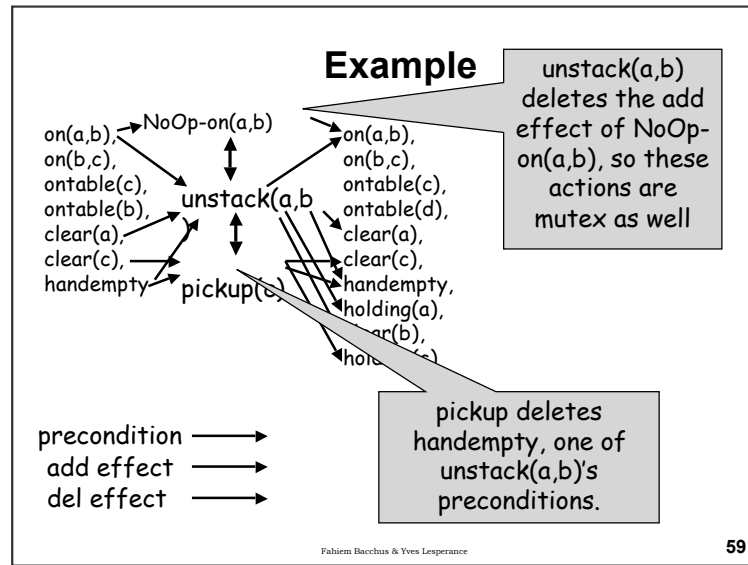 Example
unstack(a,b)
deletes the add
effect of NoOp-
on(a,b), so these
actions are
mutex as well
NoOp-on(a,b)
on(a,b),
on(b,c),
ontable(c),
ontable(b),
clear(a),
clear(c),
handempty
unstack(a,b
)
pickup(c)
on(a,b),
on(b,c),
ontable(c),
ontable(d),
clear(a),
clear(c),
handempty,
holding(a),
pickup deletes
handempty, one of
unstack(a,b)'s
preconditions.
precondition
add effect
del effect
Fahiem Bacchus & Yves Lesperance
59